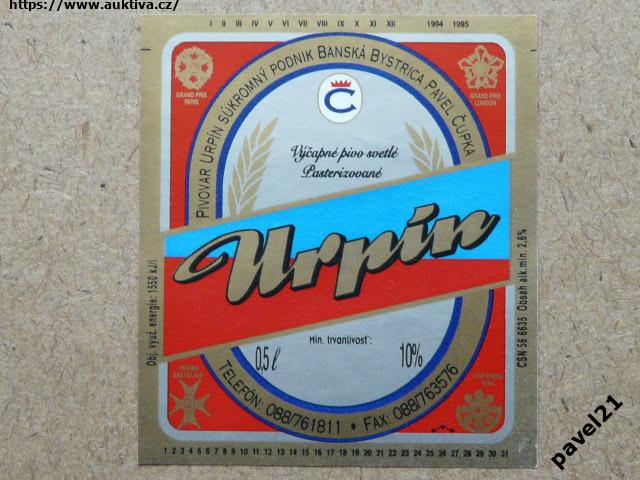 https://www.auktiva.cz/
I II III IV V VI VII VIII IX X XI XII 1994 1995
GRAND PRIX
PARIS
GRAND PRIX
LONDON
PIVOVAR URPÍN SÚKROMNÝ PODNIK BANSKÁ BYSTRICA PAVEL ČUPKA
C
Výčapné pivo svetlé
Pasterizované
Urpín
Min. trvanlivosť:
0,5 ℓ
10%
Obj. využ. energie: 1550 kJ/l
ČSN 56 6635 Obsah alk.min. 2,6%
BRATISLAVA
TELEFÓN: 088/761811 • FAX: 088/763576
1 2 3 4 5 6 7 8 9 10 11 12 13 14 15 16 17 18 19 20 21 22 23 24 25 26 27 28 29 30 31
pavel21